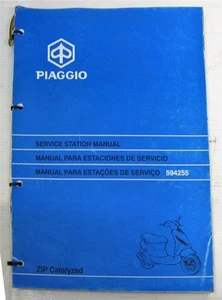 PIAGGIO
SERVICE STATION MANUAL
MANUAL PARA ESTACIONES DE SERVICIO
MANUAL PARA ESTAÇÕES DE SERVIÇO 594255
ZIP Catalyzed